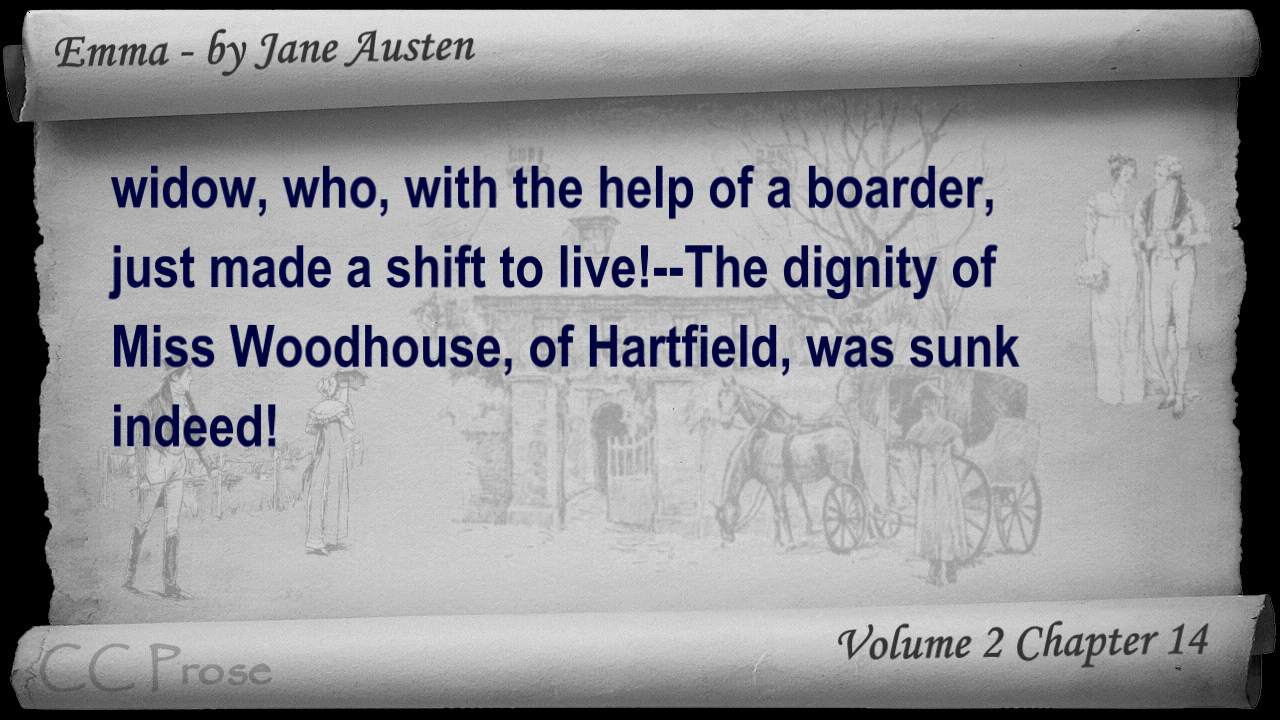 Emma - by Jane Austen
widow, who, with the help of a boarder,
just made a shift to live!--The dignity of
Miss Woodhouse, of Hartfield, was sunk
indeed!
Volume 2 Chapter 14
CC Prose